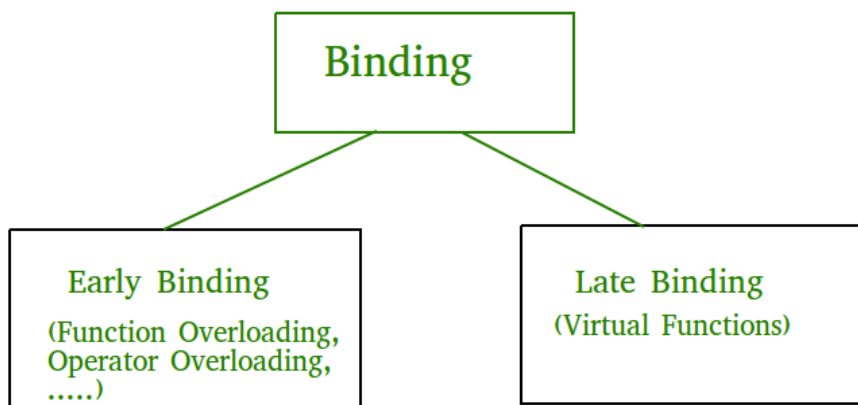 Binding
Early Binding
(Function Overloading,
Operator Overloading,
.....)
Late Binding
(Virtual Functions)